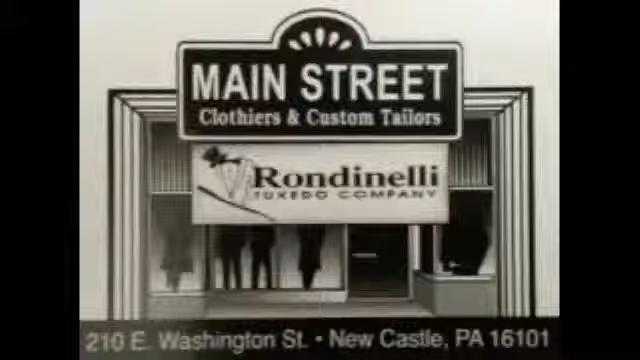 MAIN STREET
Clothiers & Custom Tailors
Rondinelli
TUXEDO COMPANY
210 E. Washington St. • New Castle, PA 16101